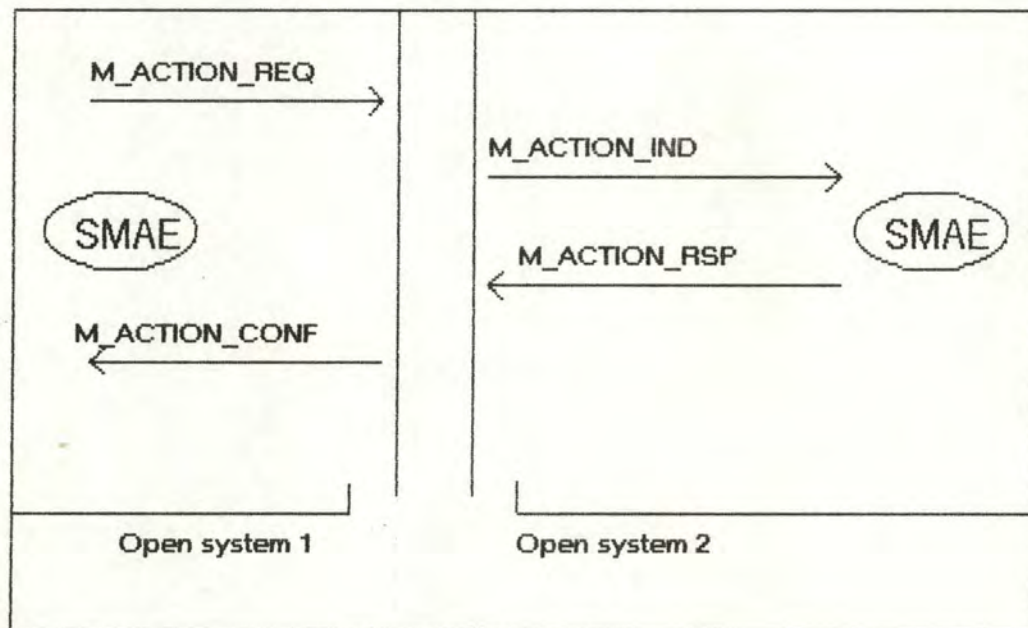 M_ACTION_REQ
M_ACTION_IND
SMAE
SMAE
M_ACTION_RSP
M_ACTION_CONF
Open system 1
Open system 2